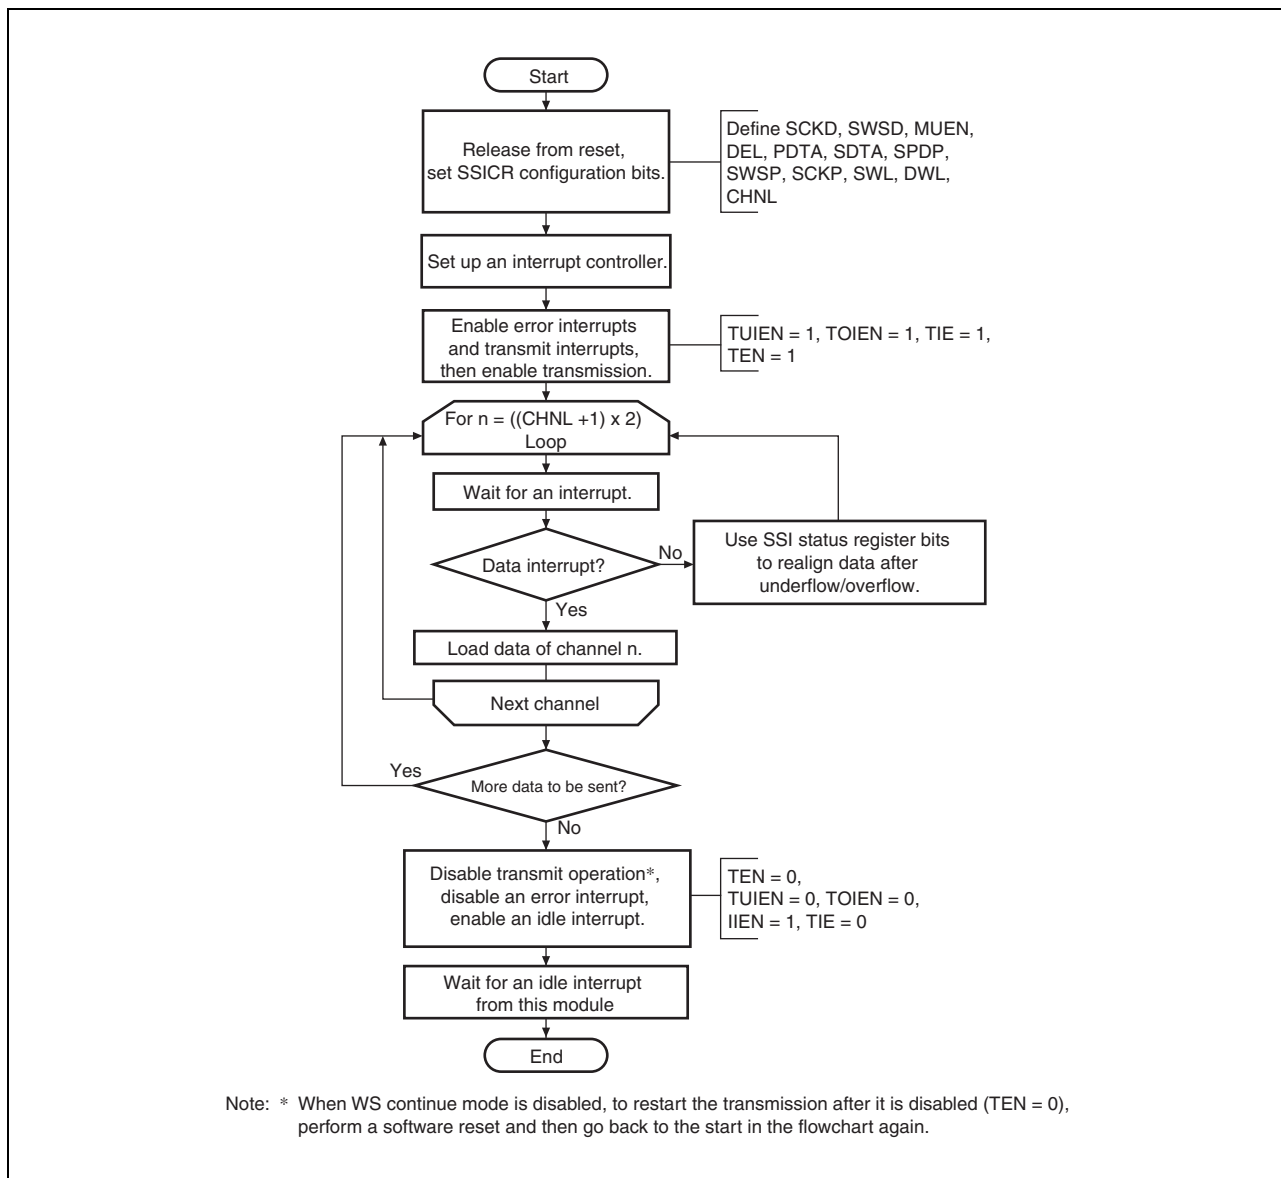 Start
Release from reset,
set SSICR configuration bits.
Define SCKD, SWSD, MUEN,
DEL, PDTA, SDTA, SPDP,
SWSP, SCKP, SWL, DWL,
CHNL
Set up an interrupt controller.
Enable error interrupts
and transmit interrupts,
then enable transmission.
TUIEN = 1, TOIEN = 1, TIE = 1,
TEN = 1
For n = ((CHNL +1) x 2)
Loop
Wait for an interrupt.
Data interrupt?
No
Use SSI status register bits
to realign data after
underflow/overflow.
Yes
Load data of channel n.
Next channel
Yes
More data to be sent?
No
Disable transmit operation*,
disable an error interrupt,
enable an idle interrupt.
TEN = 0,
TUIEN = 0, TOIEN = 0,
IIEN = 1, TIE = 0
Wait for an idle interrupt
from this module
End
Note: * When WS continue mode is disabled, to restart the transmission after it is disabled (TEN = 0),
perform a software reset and then go back to the start in the flowchart again.